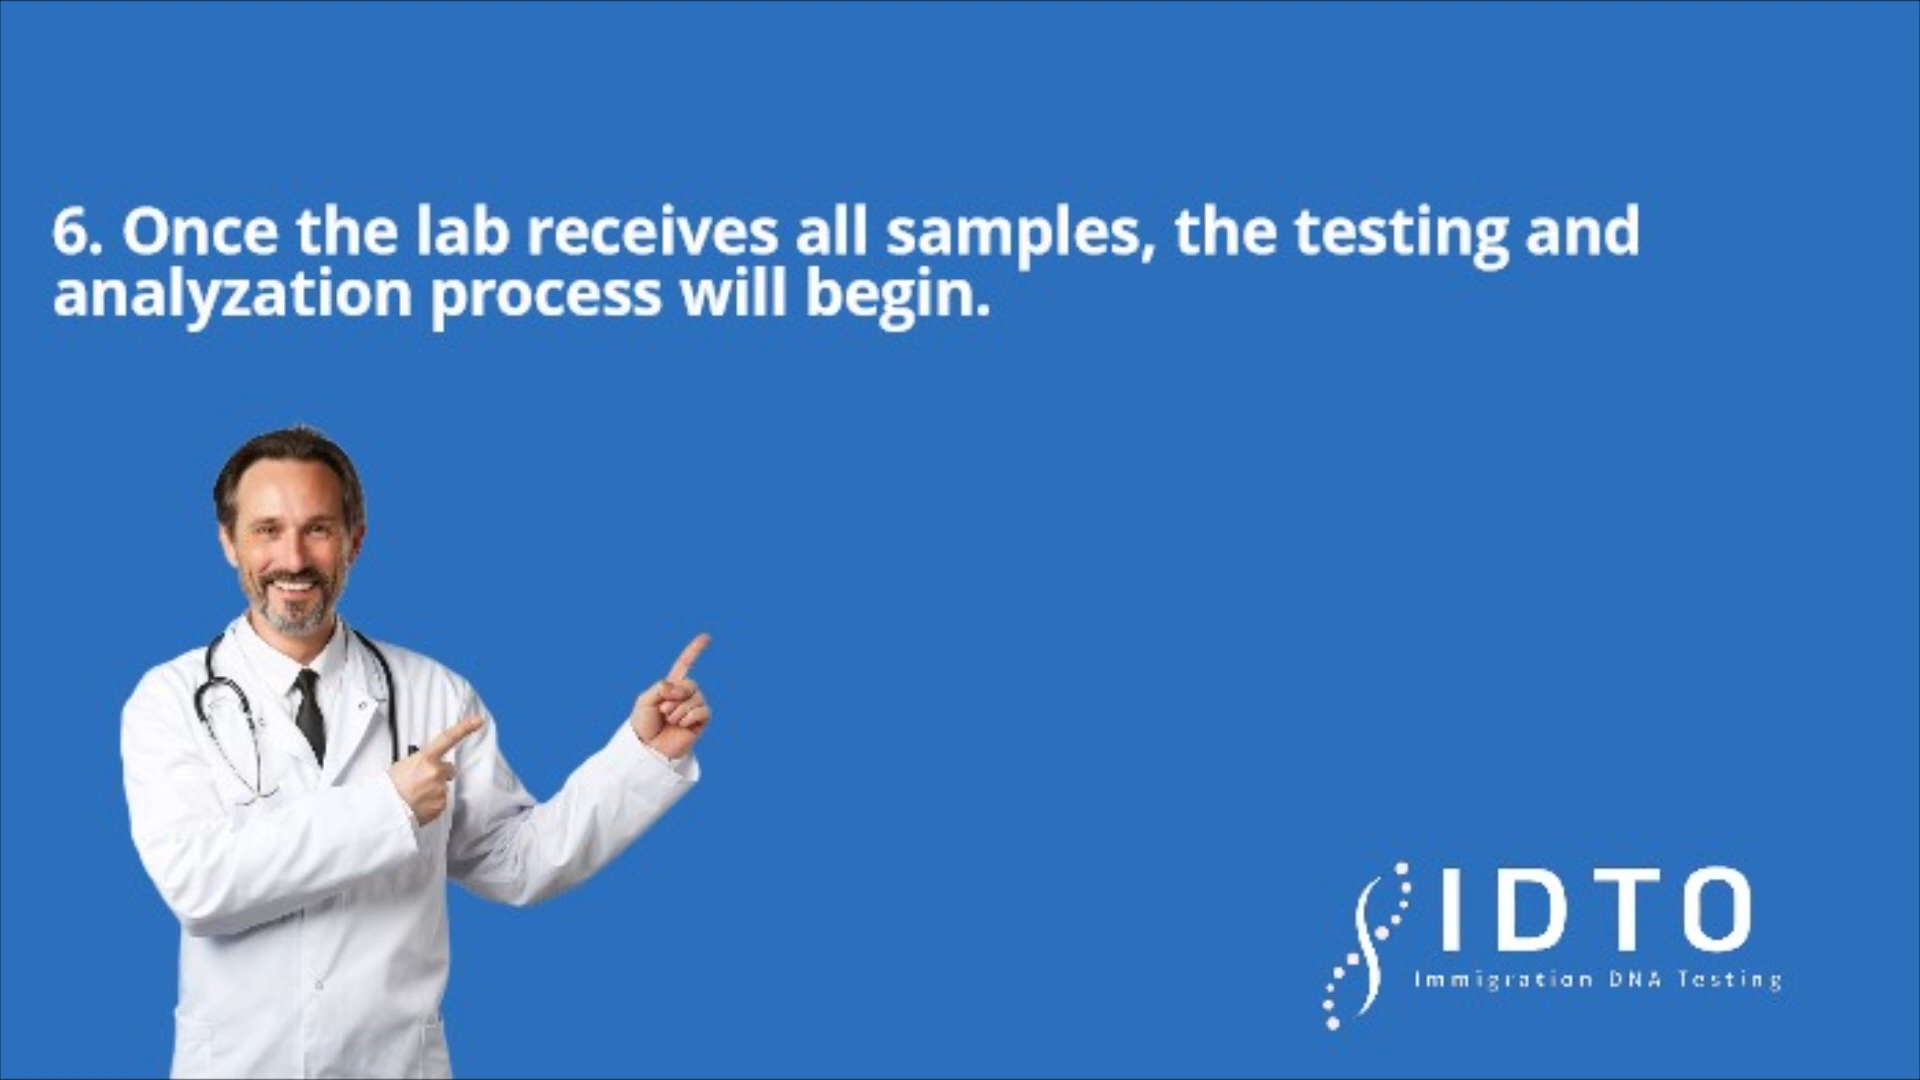 6. Once the lab receives all samples, the testing and
analyzation process will begin.
IDTO
Immigration DNA Testing